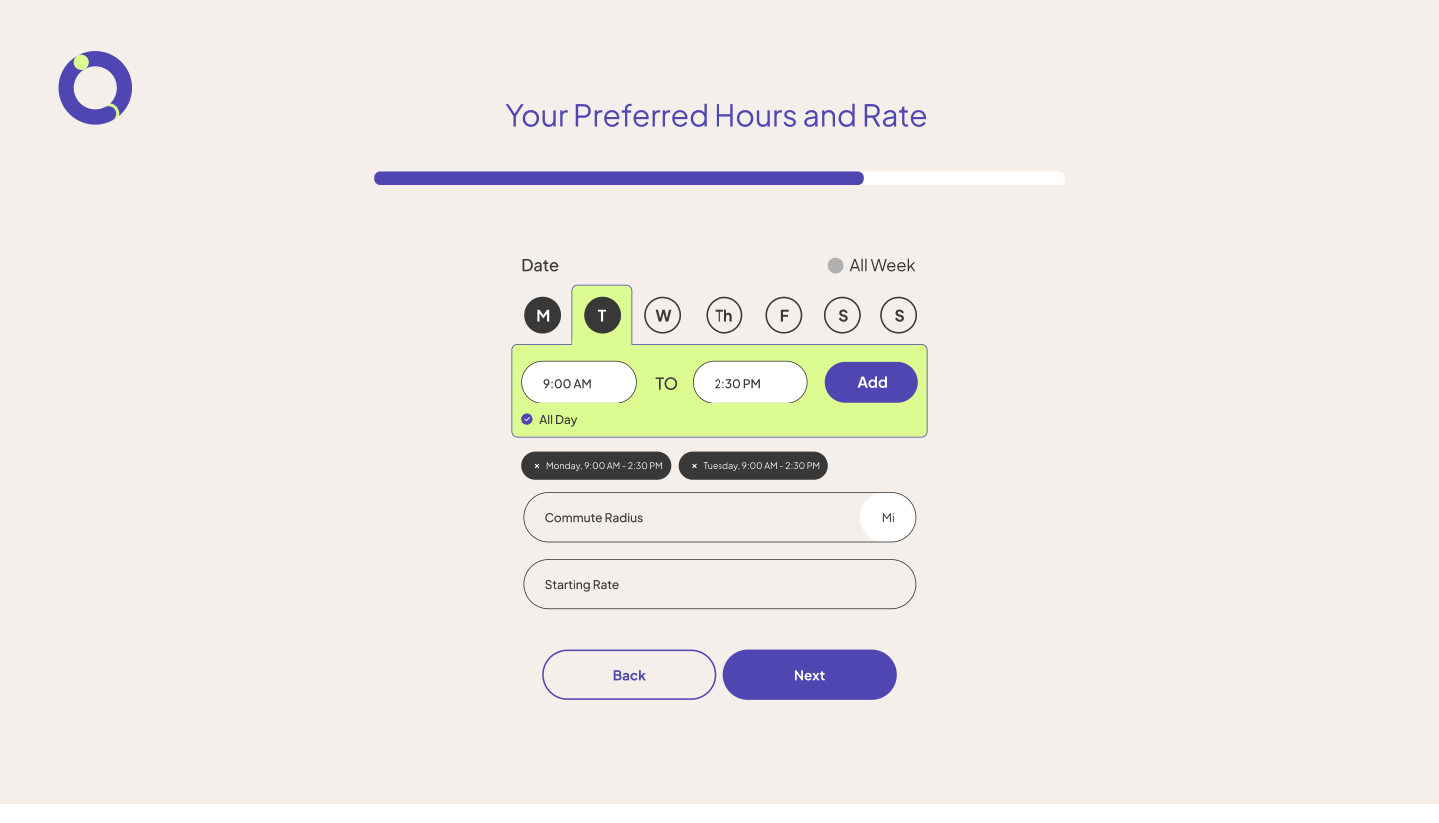 Your Preferred Hours and Rate
Date All Week
M T W Th F S S
9:00 AM TO 2:30 PM Add
All Day
× Monday, 9:00 AM - 2:30 PM × Tuesday, 9:00 AM - 2:30 PM
Commute Radius Mi
Starting Rate
Back Next